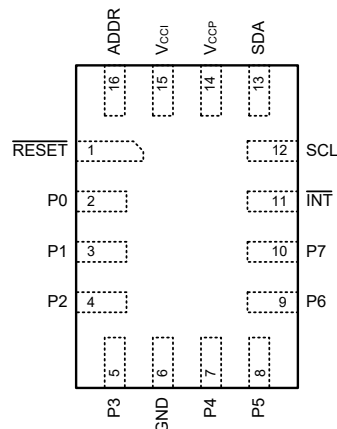 ADDR VCCI VCCP SDA
16 15 14 13
RESET 1 12 SCL
P0 2 11 INT
P1 3 10 P7
P2 4 9 P6
5 6 7 8
P3 GND P4 P5